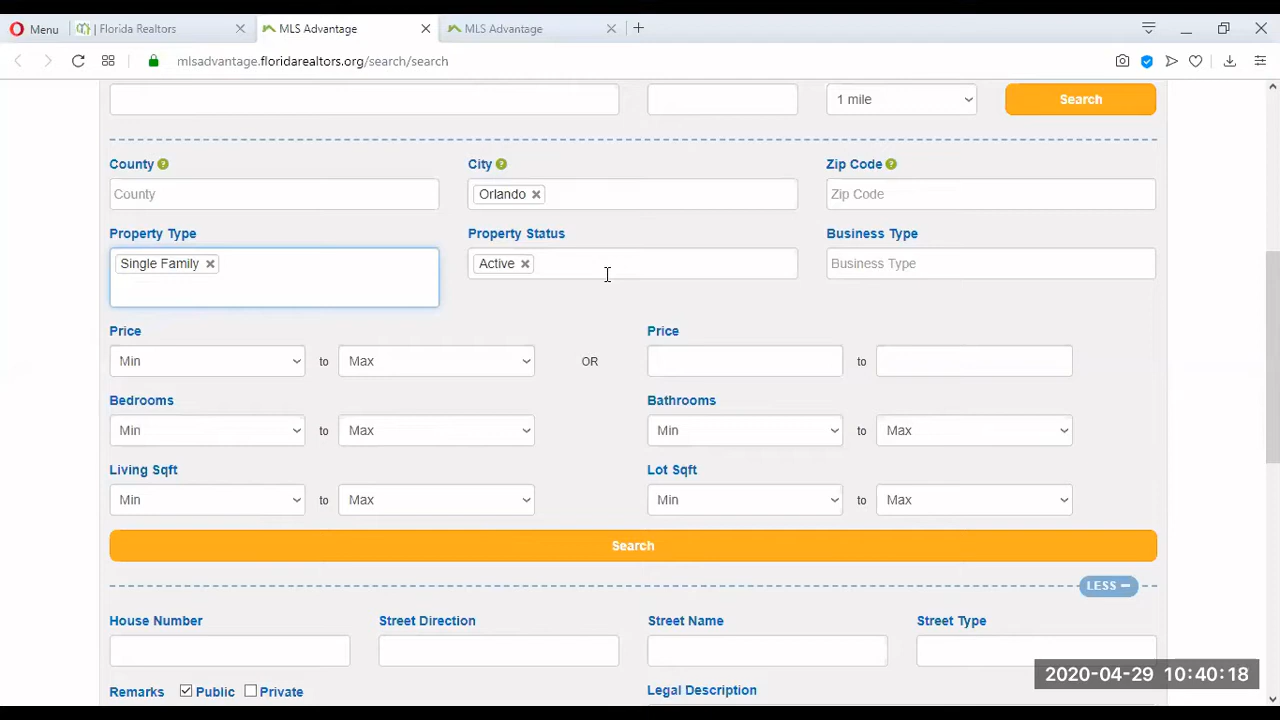 Menu
Florida Realtors
MLS Advantage
MLS Advantage
mlsadvantage.floridarealtors.org/search/search
1 mile
Search
County ?
City ?
Zip Code ?
County
Orlando ×
Zip Code
Property Type
Property Status
Business Type
Single Family ×
Active ×
Business Type
Price
Price
Min
to
Max
OR
to
Bedrooms
Bathrooms
Min
to
Max
Min
to
Max
Living Sqft
Lot Sqft
Min
to
Max
Min
to
Max
Search
LESS −
House Number
Street Direction
Street Name
Street Type
Remarks
Public
Private
Legal Description
2020-04-29 10:40:18